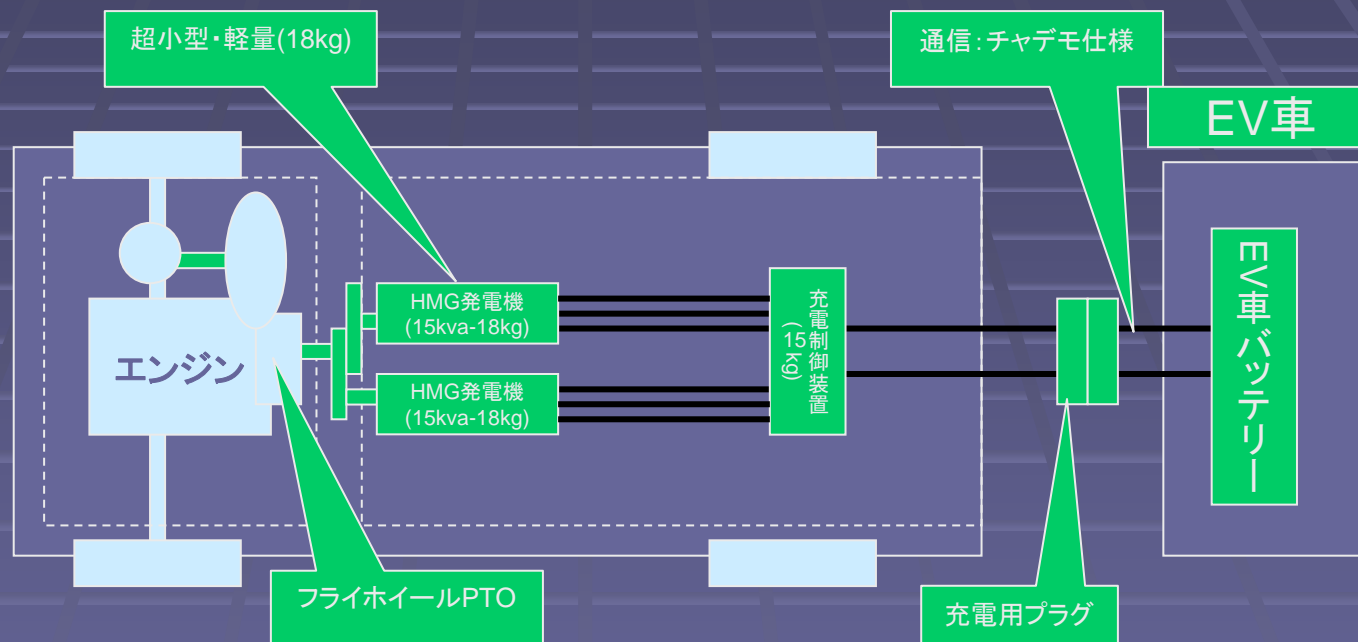 超小型・軽量(18kg)
通信：チャデモ仕様
EV車
HMG発電機
(15kva-18kg)
エンジン
HMG発電機
(15kva-18kg)
充電制御装置
(15kg)
EV車バッテリー
フライホイールPTO
充電用プラグ